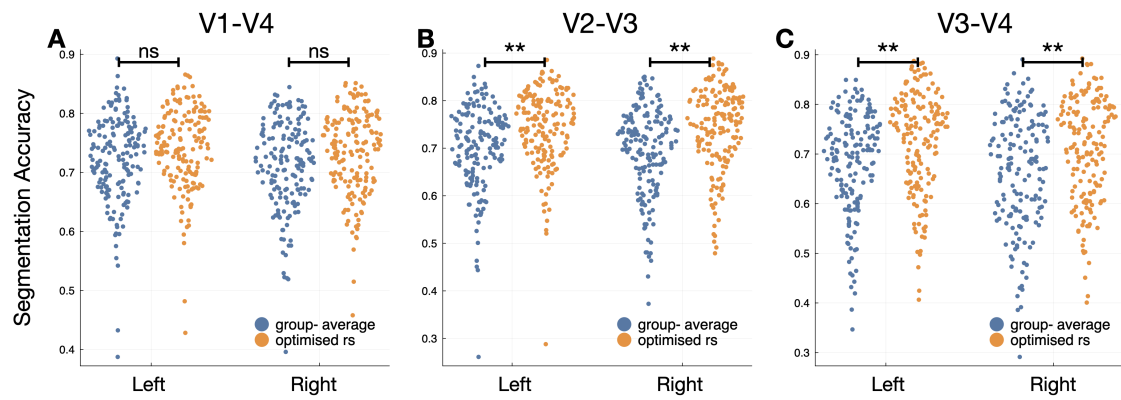 V1-V4
V2-V3
V3-V4
A
B
C
ns
ns
**
**
**
**
Segmentation Accuracy
0.9
0.8
0.7
0.6
0.5
0.4
group- average
optimised rs
Left
Right
0.9
0.8
0.7
0.6
0.5
0.4
0.3
group- average
optimised rs
Left
Right
0.9
0.8
0.7
0.6
0.5
0.4
0.3
group- average
optimised rs
Left
Right